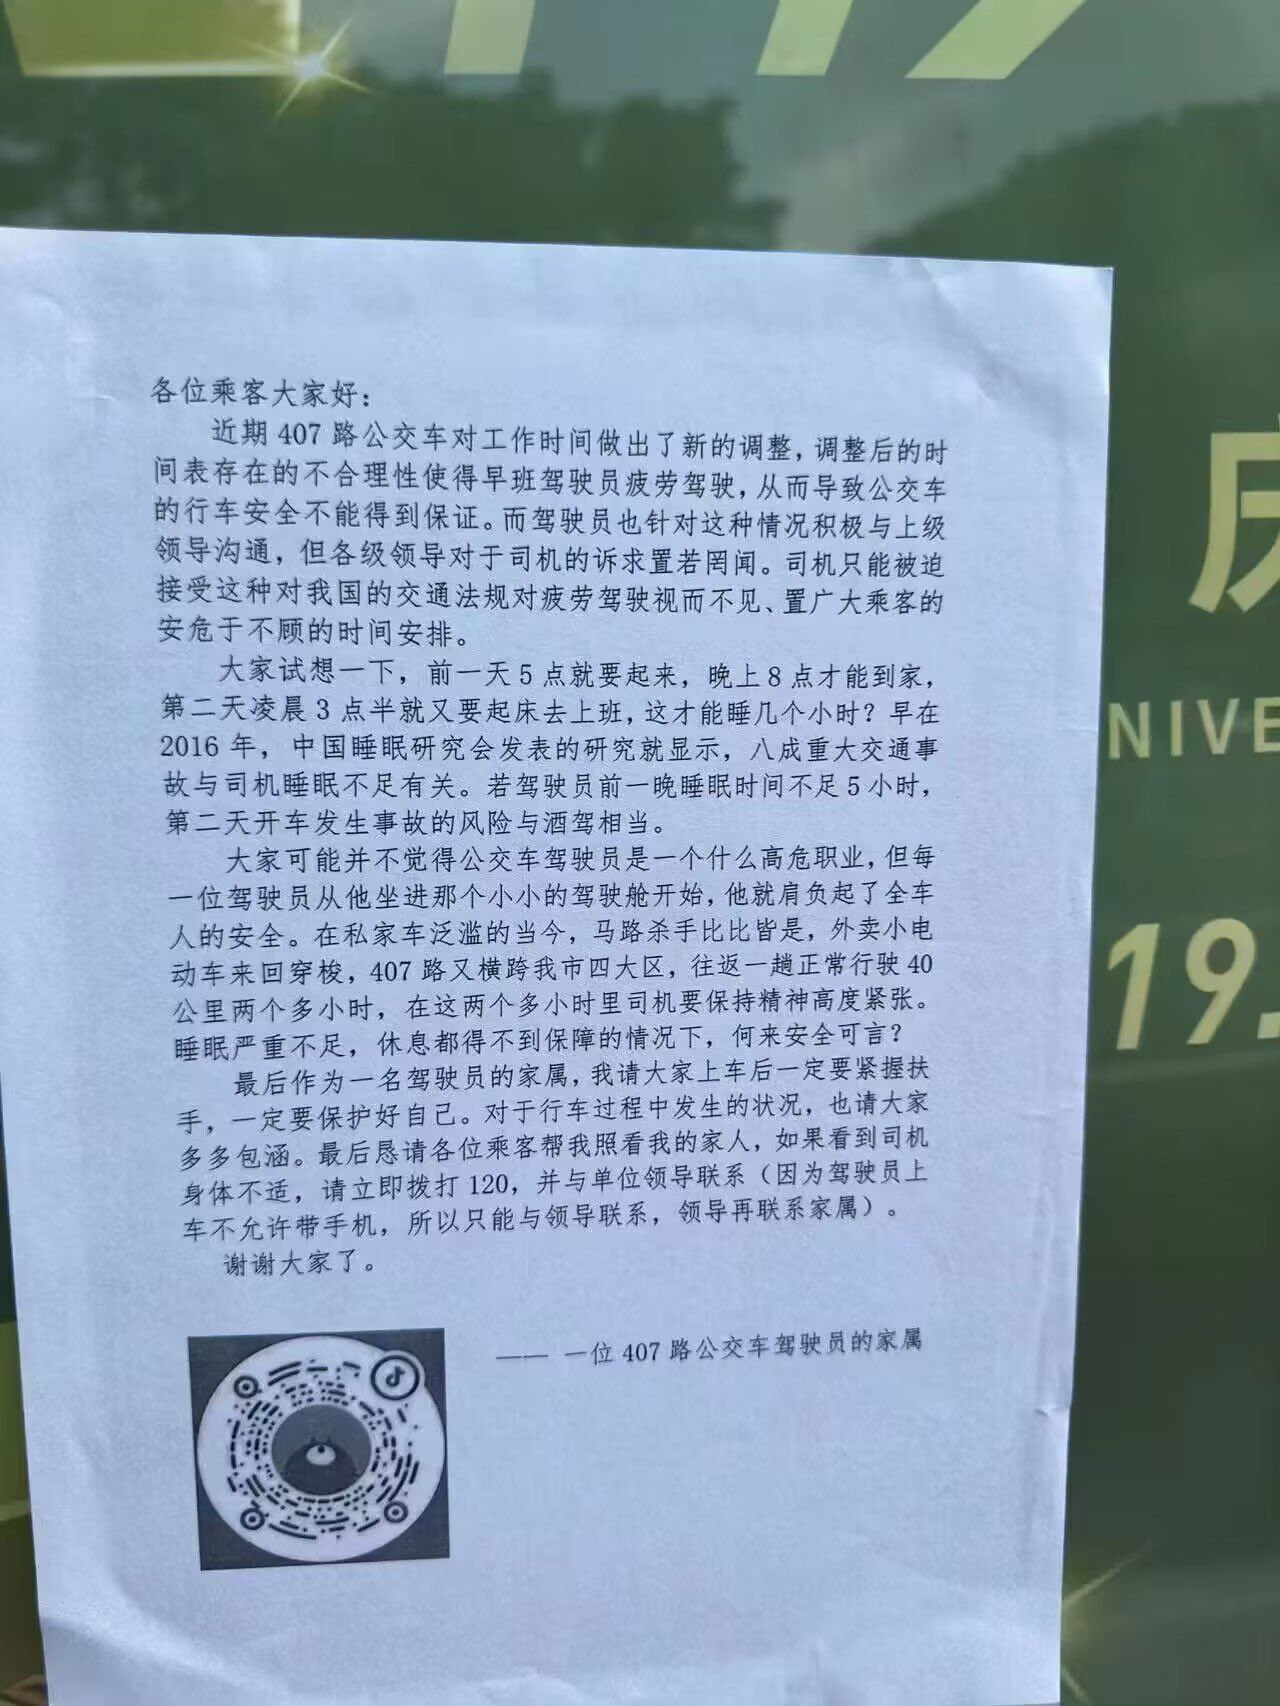 各位乘客大家好：
近期 407 路公交车对工作时间做出了新的调整，调整后的时
间表存在的不合理性使得早班驾驶员疲劳驾驶，从而导致公交车
的行车安全不能得到保证。而驾驶员也针对这种情况积极与上级
领导沟通，但各级领导对于司机的诉求置若罔闻。司机只能被迫
接受这种对我国的交通法规对疲劳驾驶视而不见、置广大乘客的
安危于不顾的时间安排。
大家试想一下，前一天 5 点就要起来，晚上 8 点才能到家，
第二天凌晨 3 点半就又要起床去上班，这才能睡几个小时？早在
2016 年，中国睡眠研究会发表的研究就显示，八成重大交通事
故与司机睡眠不足有关。若驾驶员前一晚睡眠时间不足 5 小时，
第二天开车发生事故的风险与酒驾相当。
大家可能并不觉得公交车驾驶员是一个什么高危职业，但每
一位驾驶员从他坐进那个小小的驾驶舱开始，他就肩负起了全车
人的安全。在私家车泛滥的当今，马路杀手比比皆是，外卖小电
动车来回穿梭，407 路又横跨我市四大区，往返一趟正常行驶 40
公里两个多小时，在这两个多小时里司机要保持精神高度紧张。
睡眠严重不足，休息都得不到保障的情况下，何来安全可言？
最后作为一名驾驶员的家属，我请大家上车后一定要紧握扶
手，一定要保护好自己。对于行车过程中发生的状况，也请大家
多多包涵。最后恳请各位乘客帮我照看我的家人，如果看到司机
身体不适，请立即拨打 120，并与单位领导联系（因为驾驶员上
车不允许带手机，所以只能与领导联系，领导再联系家属）。
谢谢大家了。
—— 一位 407 路公交车驾驶员的家属
NIVE
19.